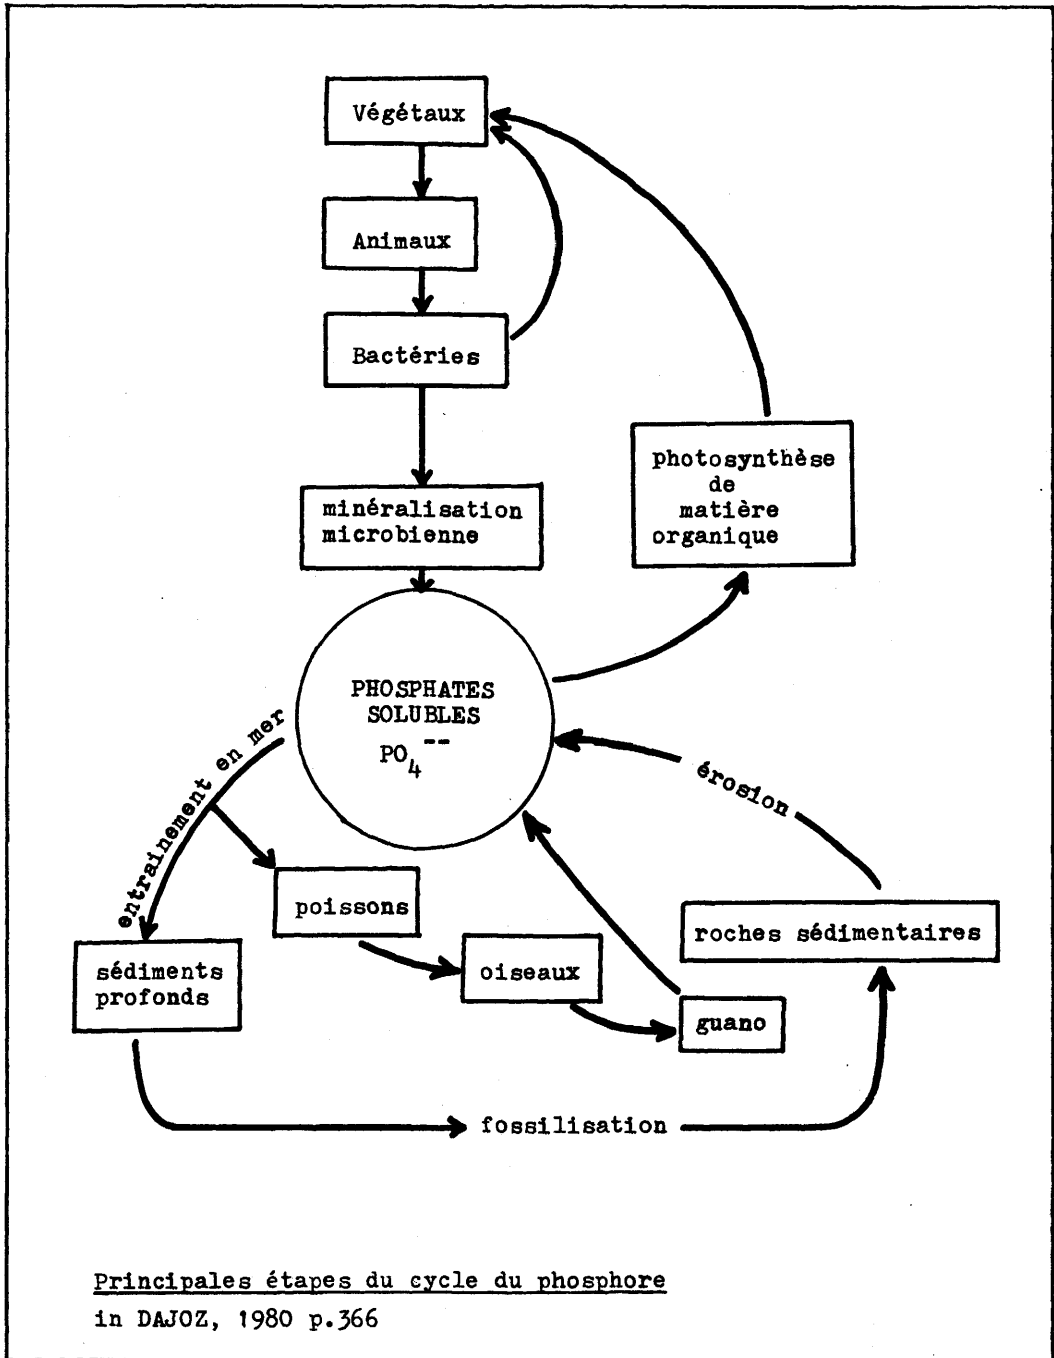 Végétaux
Animaux
Bactéries
photosynthèse
de
matière
organique
minéralisation
microbienne
PHOSPHATES
SOLUBLES
PO4--
entrainement en mer
érosion
poissons
roches sédimentaires
oiseaux
sédiments
profonds
guano
fossilisation
Principales étapes du cycle du phosphore
in DAJOZ, 1980 p.366